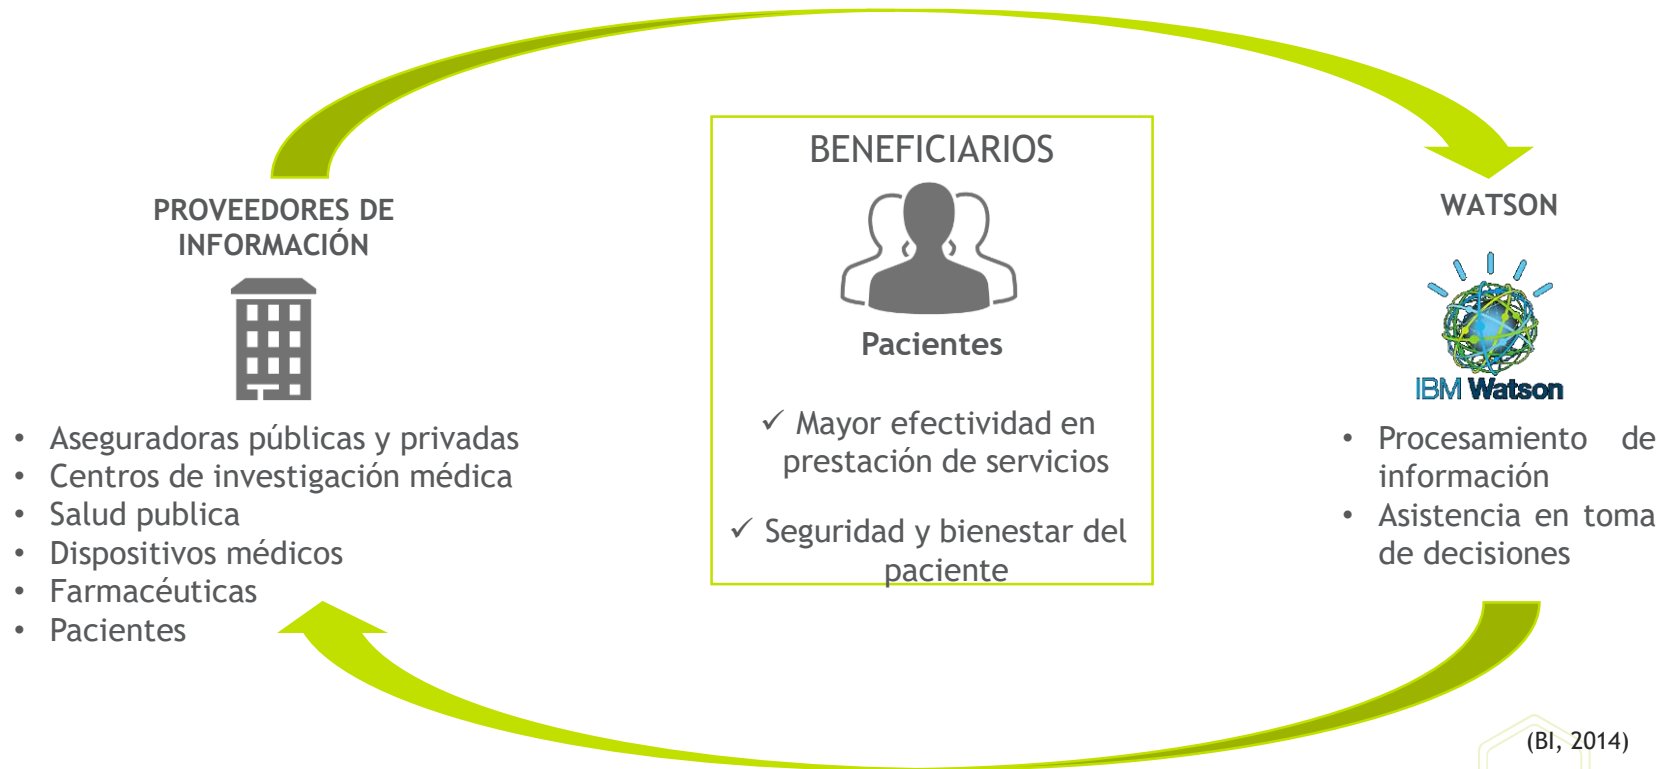 PROVEEDORES DE
INFORMACIÓN
• Aseguradoras públicas y privadas
• Centros de investigación médica
• Salud publica
• Dispositivos médicos
• Farmacéuticas
• Pacientes
BENEFICIARIOS
Pacientes
✓ Mayor efectividad en
prestación de servicios
✓ Seguridad y bienestar del
paciente
WATSON
IBM Watson
• Procesamiento de
información
• Asistencia en toma
de decisiones
(BI, 2014)